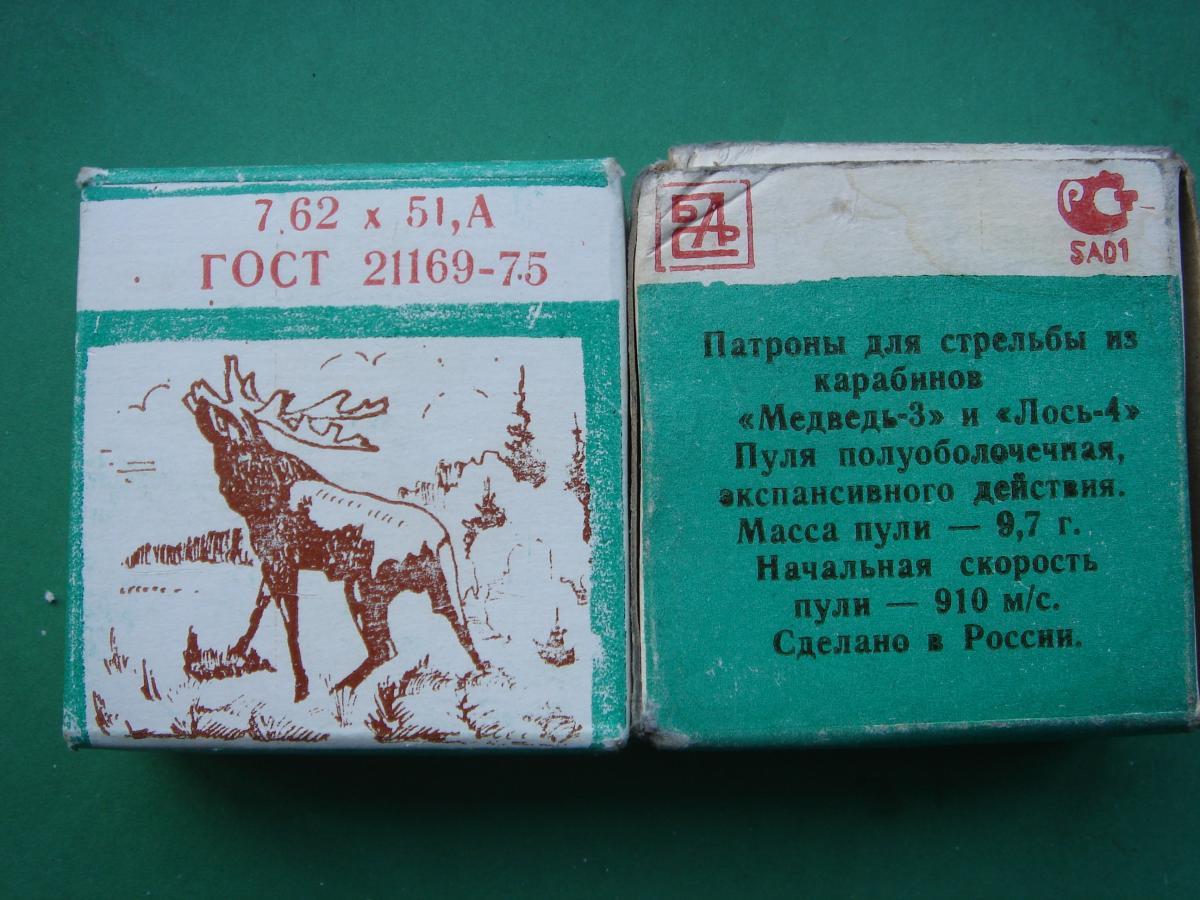 7,62 х 51, А
ГОСТ 21169-75
SA01
Патроны для стрельбы из
карабинов
«Медведь-3» и «Лось-4»
Пуля полуоболочечная,
экспансивного действия.
Масса пули — 9,7 г.
Начальная скорость
пули — 910 м/с.
Сделано в России.